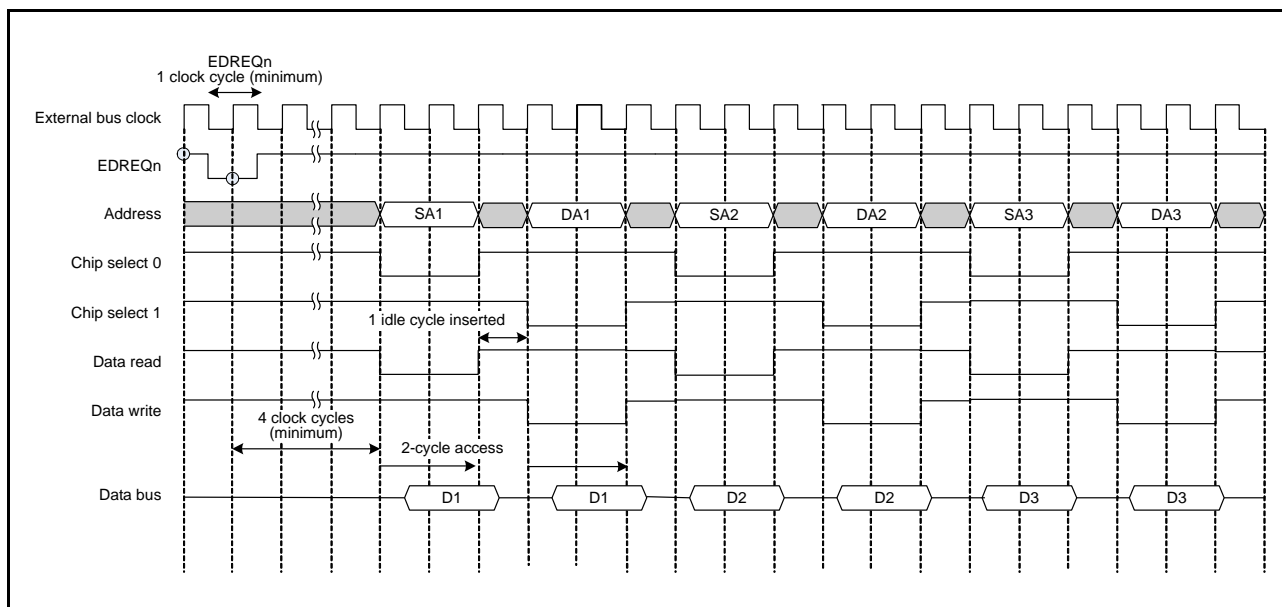 EDREQn
1 clock cycle (minimum)
External bus clock
EDREQn
Address
SA1
DA1
SA2
DA2
SA3
DA3
Chip select 0
Chip select 1
1 idle cycle inserted
Data read
Data write
4 clock cycles
(minimum)
2-cycle access
Data bus
D1
D1
D2
D2
D3
D3